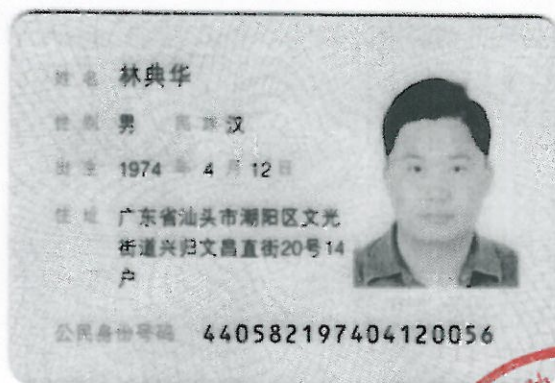 姓名 林典华
性别 男 民族 汉
出生 1974 年 4 月 12 日
住址 广东省汕头市潮阳区文光
街道兴归文昌直街20号14
户
公民身份号码 440582197404120056